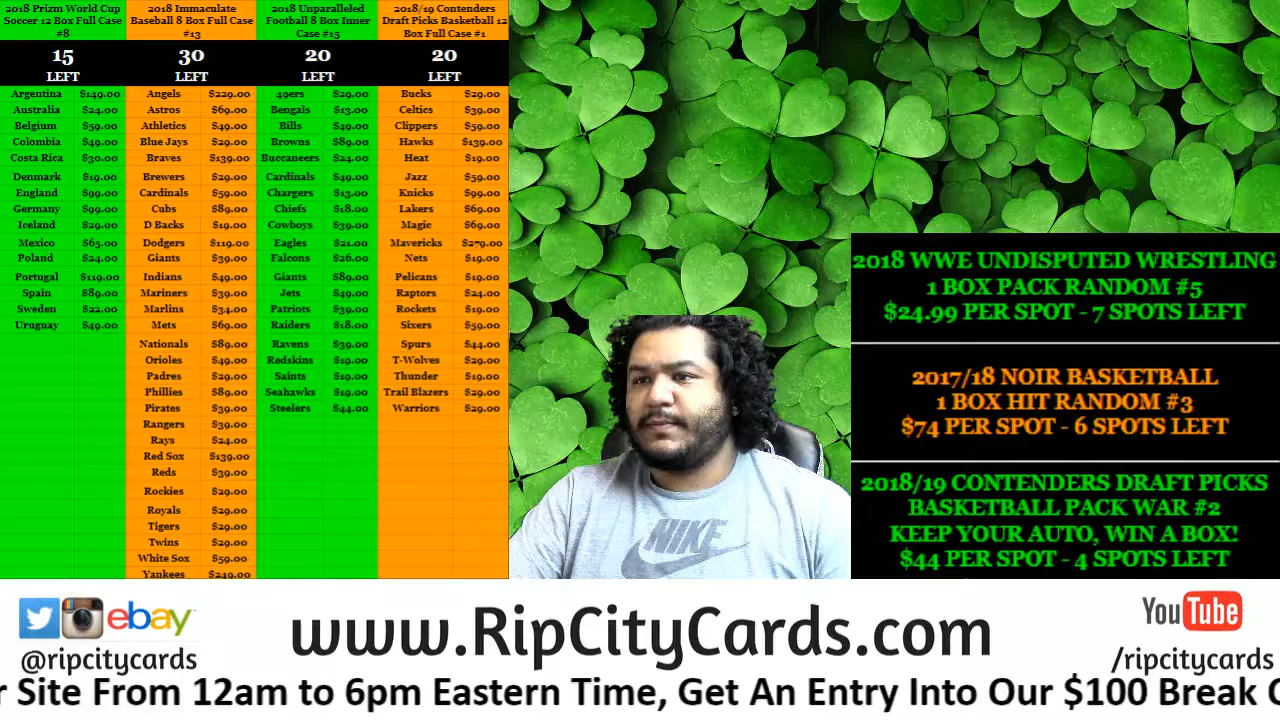 2018 Prizm World Cup
Soccer 12 Box Full Case
#8
15
LEFT
Argentina $149.00
Australia $24.00
Belgium $59.00
Colombia $49.00
Costa Rica $30.00
Denmark $19.00
England $99.00
Germany $99.00
Iceland $29.00
Mexico $65.00
Poland $24.00
Portugal $119.00
Spain $89.00
Sweden $22.00
Uruguay $49.00
2018 Immaculate
Baseball 8 Box Full Case
#13
30
LEFT
Angels $229.00
Astros $69.00
Athletics $49.00
Blue Jays $29.00
Braves $139.00
Brewers $29.00
Cardinals $59.00
Cubs $89.00
D Backs $19.00
Dodgers $119.00
Giants $39.00
Indians $49.00
Mariners $39.00
Marlins $34.00
Mets $69.00
Nationals $89.00
Orioles $49.00
Padres $29.00
Phillies $89.00
Pirates $39.00
Rangers $39.00
Rays $24.00
Red Sox $139.00
Reds $39.00
Rockies $29.00
Royals $29.00
Tigers $29.00
Twins $29.00
White Sox $59.00
Yankees $249.00
2018 Unparalleled
Football 8 Box Inner
Case #15
20
LEFT
49ers $29.00
Bengals $13.00
Bills $49.00
Browns $89.00
Buccaneers $24.00
Cardinals $49.00
Chargers $13.00
Chiefs $18.00
Cowboys $39.00
Eagles $21.00
Falcons $26.00
Giants $89.00
Jets $49.00
Patriots $39.00
Raiders $18.00
Ravens $39.00
Redskins $19.00
Saints $19.00
Seahawks $19.00
Steelers $44.00
2018/19 Contenders
Draft Picks Basketball 12
Box Full Case #1
20
LEFT
Bucks $29.00
Celtics $39.00
Clippers $59.00
Hawks $139.00
Heat $19.00
Jazz $59.00
Knicks $99.00
Lakers $69.00
Magic $69.00
Mavericks $279.00
Nets $19.00
Pelicans $19.00
Raptors $24.00
Rockets $19.00
Sixers $59.00
Spurs $44.00
T-Wolves $29.00
Thunder $19.00
Trail Blazers $29.00
Warriors $29.00
2018 WWE UNDISPUTED WRESTLING
1 BOX PACK RANDOM #5
$24.99 PER SPOT - 7 SPOTS LEFT
2017/18 NOIR BASKETBALL
1 BOX HIT RANDOM #3
$74 PER SPOT - 6 SPOTS LEFT
2018/19 CONTENDERS DRAFT PICKS
BASKETBALL PACK WAR #2
KEEP YOUR AUTO, WIN A BOX!
$44 PER SPOT - 4 SPOTS LEFT
NIKE
ebay
@ripcitycards
www.RipCityCards.com
YouTube
/ripcitycards
r Site From 12am to 6pm Eastern Time, Get An Entry Into Our $100 Break